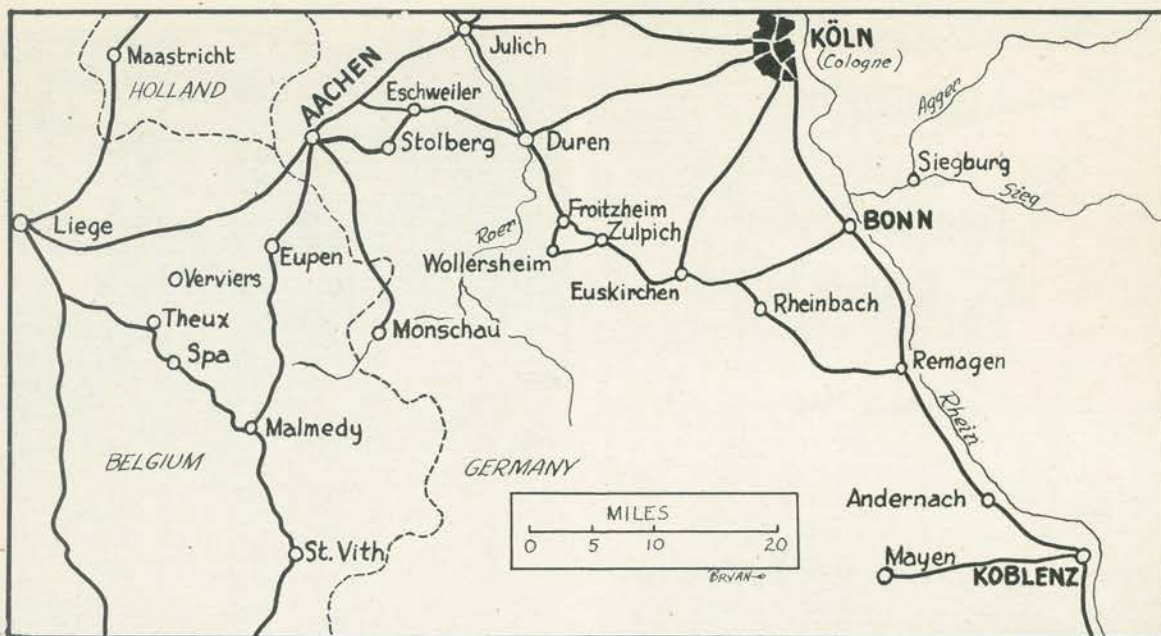 Maastricht
HOLLAND
AACHEN
Julich
KÖLN
(Cologne)
Eschweiler
Stolberg
Duren
Agger
Siegburg
Sieg
Liege
Froitzheim
Zulpich
BONN
Roer
Wollersheim
Verviers
Eupen
Euskirchen
Rheinbach
Theux
Monschau
Spa
Remagen
Rhein
Malmedy
BELGIUM
GERMANY
Andernach
MILES
0 5 10 20
BRYAN
St. Vith
Mayen
KOBLENZ